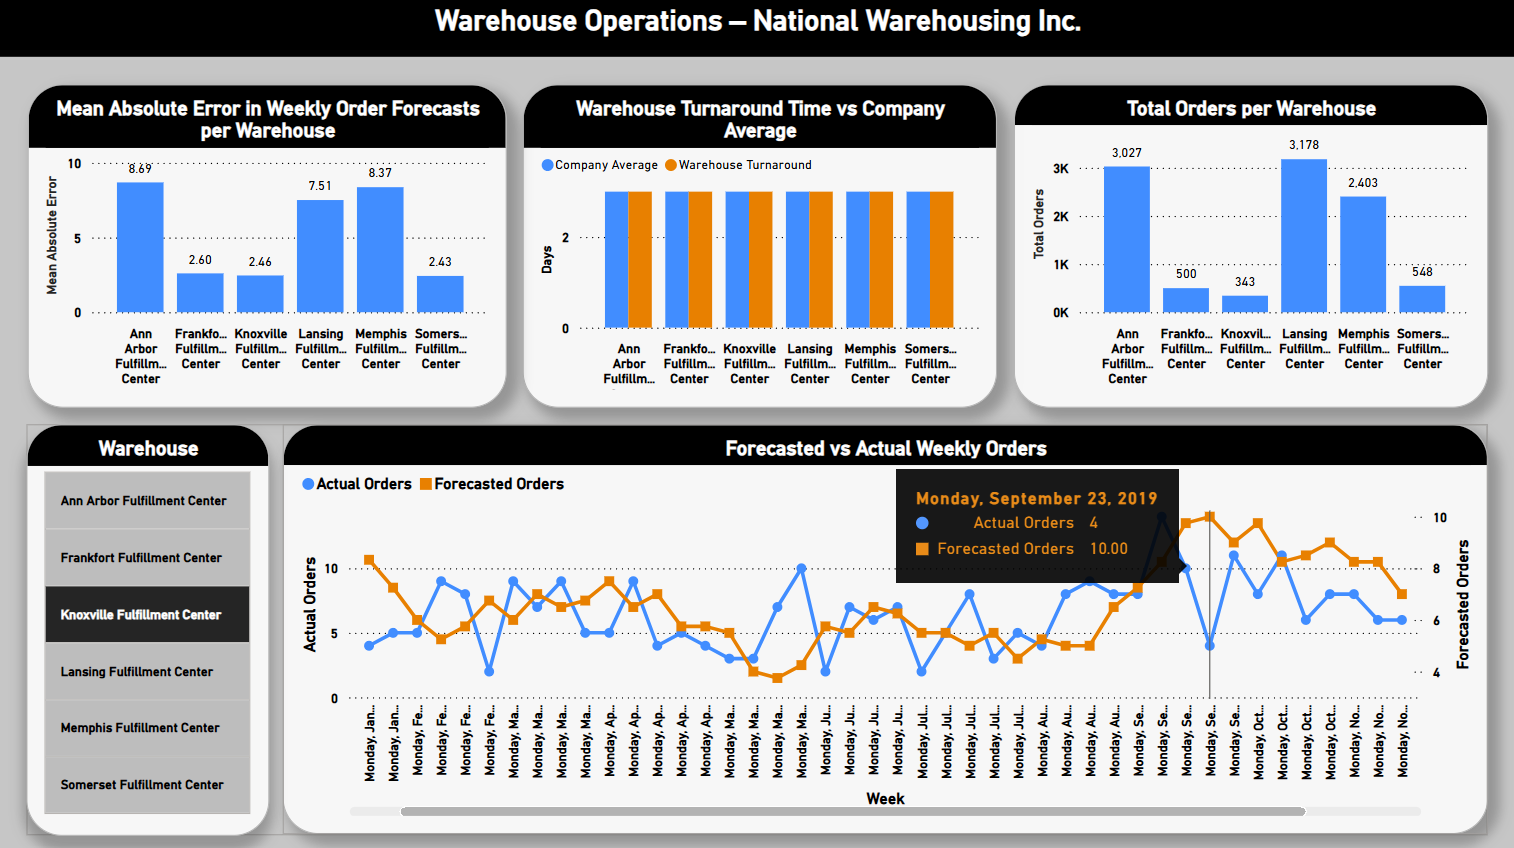 Warehouse Operations – National Warehousing Inc.
Mean Absolute Error in Weekly Order Forecasts
per Warehouse
10
5
0
Mean Absolute Error
8.69
2.60
2.46
7.51
8.37
2.43
Ann
Arbor
Fulfillm...
Center
Frankfo...
Fulfillm...
Center
Knoxville
Fulfillm...
Center
Lansing
Fulfillm...
Center
Memphis
Fulfillm...
Center
Somers...
Fulfillm...
Center
Warehouse Turnaround Time vs Company
Average
Company Average
Warehouse Turnaround
2
0
Days
Ann
Arbor
Fulfillm...
Frankfo...
Fulfillm...
Center
Knoxville
Fulfillm...
Center
Lansing
Fulfillm...
Center
Memphis
Fulfillm...
Center
Somers...
Fulfillm...
Center
Total Orders per Warehouse
3K
2K
1K
0K
Total Orders
3,027
500
343
3,178
2,403
548
Ann
Arbor
Fulfillm...
Center
Frankfo...
Fulfillm...
Center
Knoxvil...
Fulfillm...
Center
Lansing
Fulfillm...
Center
Memphis
Fulfillm...
Center
Somers...
Fulfillm...
Center
Warehouse
Ann Arbor Fulfillment Center
Frankfort Fulfillment Center
Knoxville Fulfillment Center
Lansing Fulfillment Center
Memphis Fulfillment Center
Somerset Fulfillment Center
Forecasted vs Actual Weekly Orders
Actual Orders
Forecasted Orders
Monday, September 23, 2019
Actual Orders 4
Forecasted Orders 10.00
10
5
0
Actual Orders
10
8
6
4
Forecasted Orders
Monday, Jan...
Monday, Jan...
Monday, Fe...
Monday, Fe...
Monday, Fe...
Monday, Fe...
Monday, Ma...
Monday, Ma...
Monday, Ma...
Monday, Ma...
Monday, Ap...
Monday, Ap...
Monday, Ap...
Monday, Ap...
Monday, Ap...
Monday, Ma...
Monday, Ma...
Monday, Ma...
Monday, Ma...
Monday, Ju...
Monday, Ju...
Monday, Ju...
Monday, Ju...
Monday, Jul...
Monday, Jul...
Monday, Jul...
Monday, Jul...
Monday, Jul...
Monday, Au...
Monday, Au...
Monday, Au...
Monday, Au...
Monday, Se...
Monday, Se...
Monday, Se...
Monday, Se...
Monday, Se...
Monday, Oct...
Monday, Oct...
Monday, Oct...
Monday, Oct...
Monday, No...
Monday, No...
Monday, No...
Week